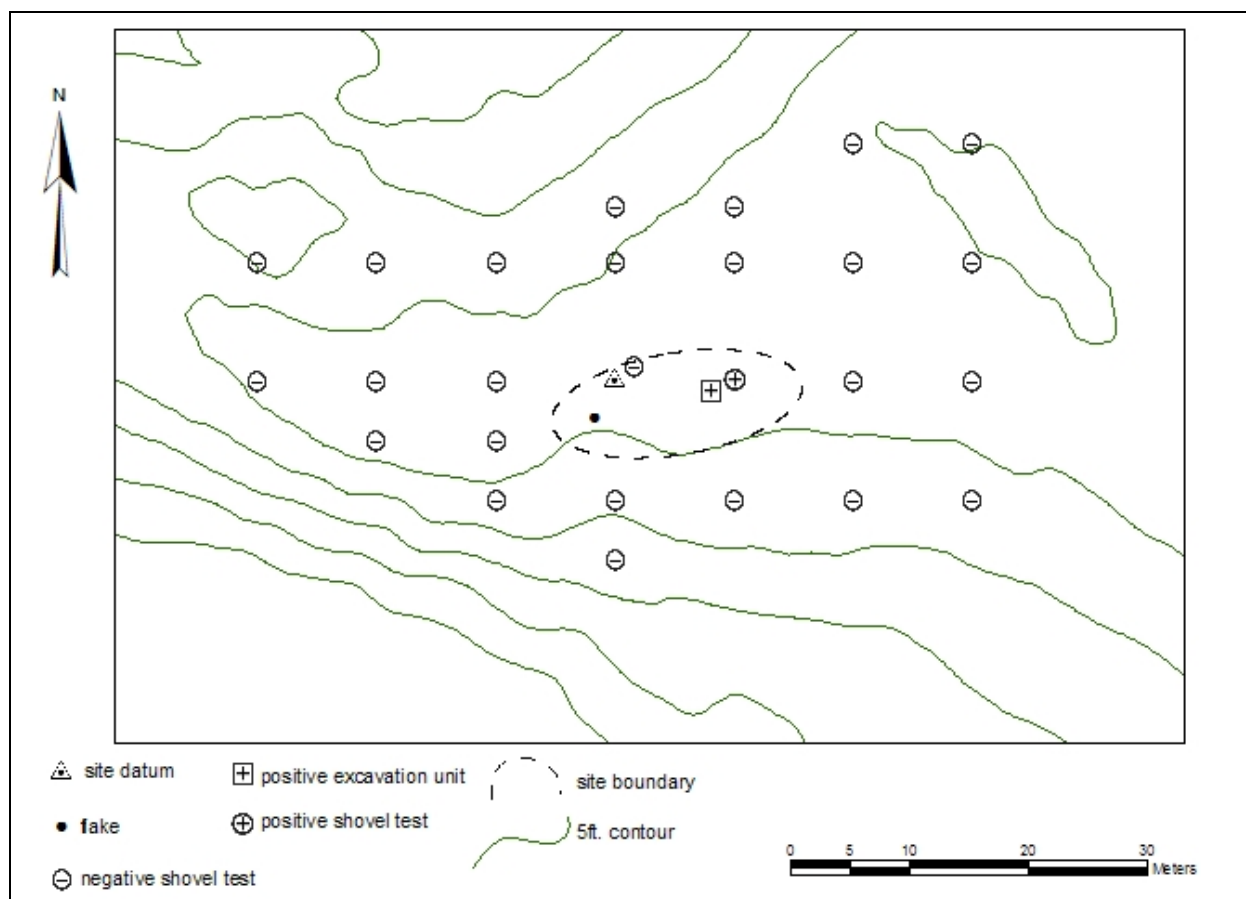 N
site datum
positive excavation unit
site boundary
fake
positive shovel test
5ft. contour
negative shovel test
0 5 10 20 30
Meters